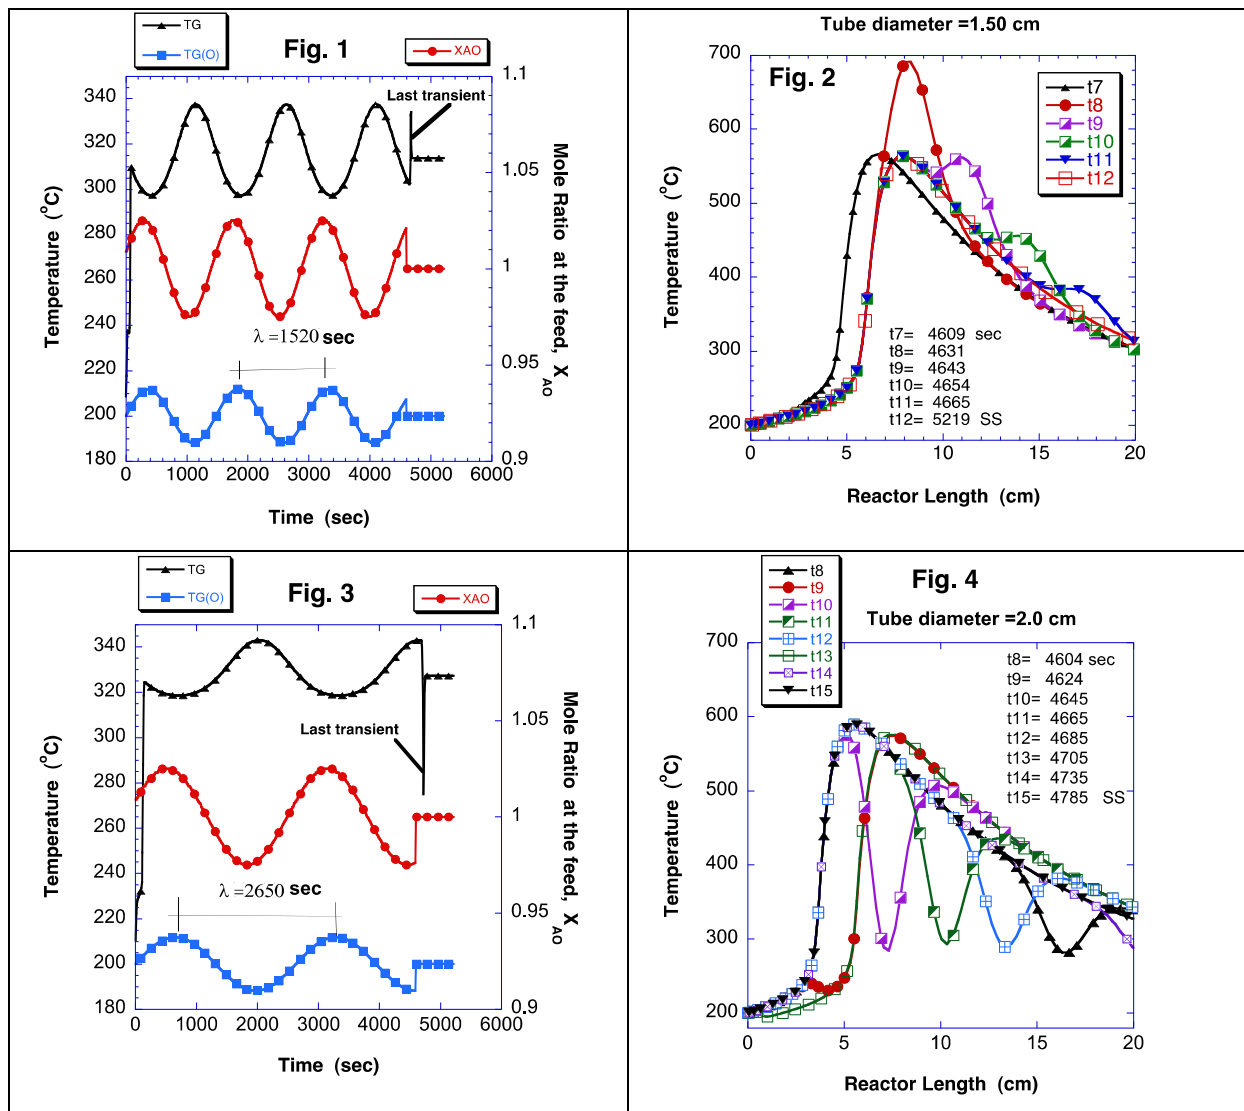 TG
TG(O)
Fig. 1
XAO
1.1
1.05
1
0.95
0.9
340
320
300
280
260
240
220
200
180
Temperature (°C)
Mole Ratio at the feed, X AO
Last transient
λ =1520 sec
0 1000 2000 3000 4000 5000 6000
Time (sec)
Tube diameter =1.50 cm
Fig. 2
700
600
500
400
300
200
Temperature (°C)
t7
t8
t9
t10
t11
t12
t7= 4609 sec
t8= 4631
t9= 4643
t10= 4654
t11= 4665
t12= 5219 SS
0 5 10 15 20
Reactor Length (cm)
TG
TG(O)
Fig. 3
XAO
1.1
1.05
1
0.95
0.9
340
320
300
280
260
240
220
200
180
Temperature (°C)
Mole Ratio at the feed, X AO
Last transient
λ =2650 sec
0 1000 2000 3000 4000 5000 6000
Time (sec)
t8
t9
t10
t11
t12
t13
t14
t15
Fig. 4
Tube diameter =2.0 cm
700
600
500
400
300
200
Temperature (°C)
t8= 4604 sec
t9= 4624
t10= 4645
t11= 4665
t12= 4685
t13= 4705
t14= 4735
t15= 4785 SS
0 5 10 15 20
Reactor Length (cm)